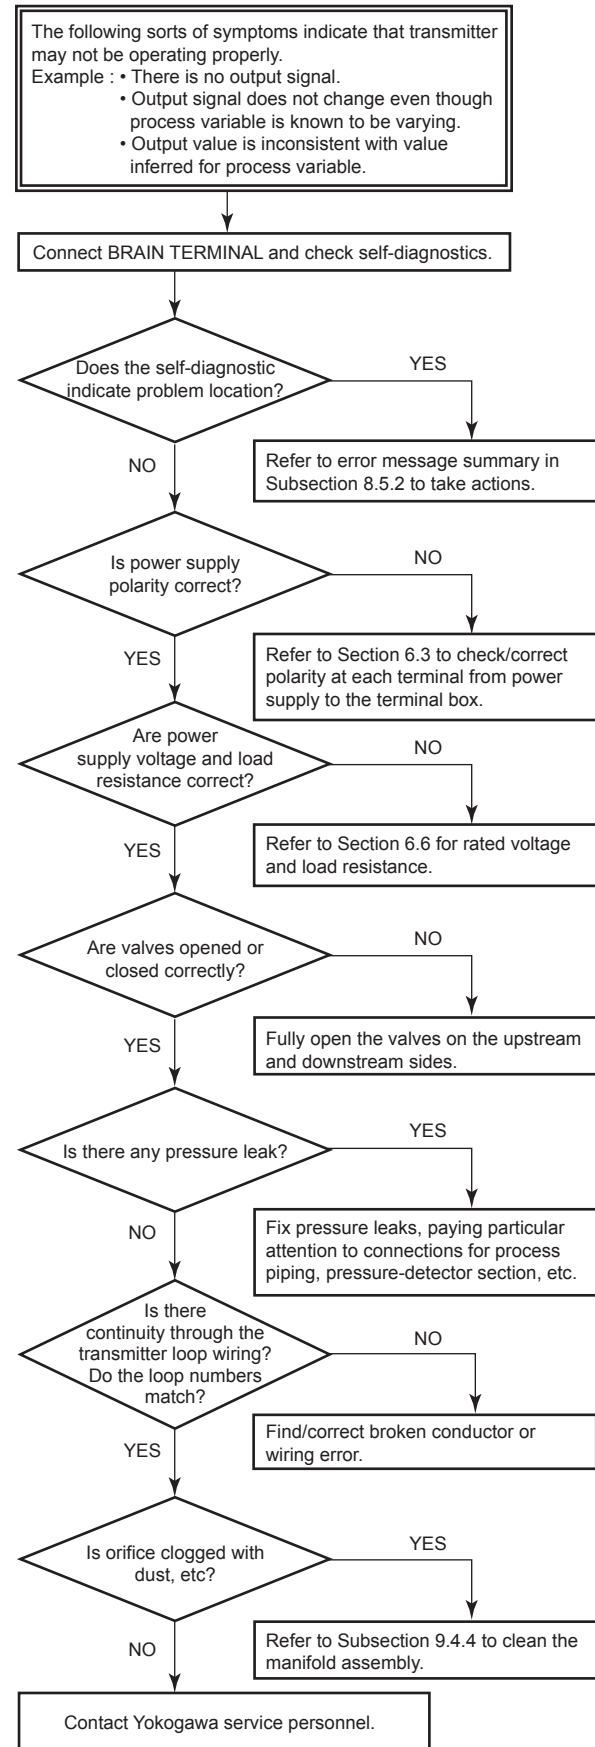 The following sorts of symptoms indicate that transmitter
may not be operating properly.
Example : • There is no output signal.
• Output signal does not change even though
process variable is known to be varying.
• Output value is inconsistent with value
inferred for process variable.
Connect BRAIN TERMINAL and check self-diagnostics.
Does the self-diagnostic
indicate problem location?
YES
NO
Refer to error message summary in
Subsection 8.5.2 to take actions.
Is power supply
polarity correct?
NO
YES
Refer to Section 6.3 to check/correct
polarity at each terminal from power
supply to the terminal box.
Are power
supply voltage and load
resistance correct?
NO
YES
Refer to Section 6.6 for rated voltage
and load resistance.
Are valves opened or
closed correctly?
NO
YES
Fully open the valves on the upstream
and downstream sides.
Is there any pressure leak?
YES
NO
Fix pressure leaks, paying particular
attention to connections for process
piping, pressure-detector section, etc.
Is there
continuity through the
transmitter loop wiring?
Do the loop numbers
match?
NO
YES
Find/correct broken conductor or
wiring error.
Is orifice clogged with
dust, etc?
YES
NO
Refer to Subsection 9.4.4 to clean the
manifold assembly.
Contact Yokogawa service personnel.